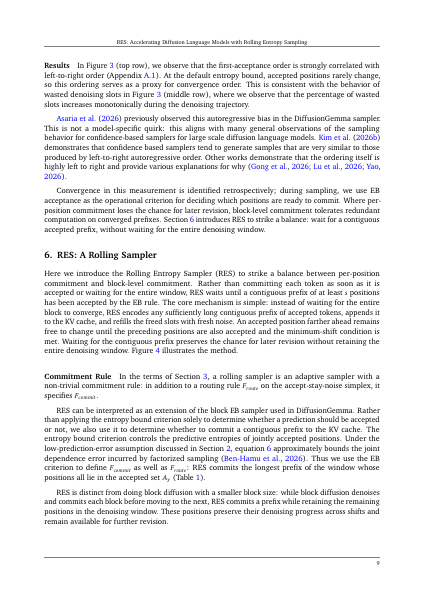 RES: Accelerating Diffusion Language Models with Rolling Entropy Sampling
Results In Figure 3 (top row), we observe that the first-acceptance order is strongly correlated with
left-to-right order (Appendix A.1). At the default entropy bound, accepted positions rarely change,
so this ordering serves as a proxy for convergence order. This is consistent with the behavior of
wasted denoising slots in Figure 3 (middle row), where we observe that the percentage of wasted
slots increases monotonically during the denoising trajectory.
Asaria et al. (2026) previously observed this autoregressive bias in the DiffusionGemma sampler.
This is not a model-specific quirk: this aligns with many general observations of the sampling
behavior for confidence-based samplers for large scale diffusion language models. Kim et al. (2026b)
demonstrates that confidence based samplers tend to generate samples that are very similar to those
produced by left-to-right autoregressive order. Other works demonstrate that the ordering itself is
highly left to right and provide various explanations for why (Gong et al., 2026; Lu et al., 2026; Yao,
2026).
Convergence in this measurement is identified retrospectively; during sampling, we use EB
acceptance as the operational criterion for deciding which positions are ready to commit. Where per-
position commitment loses the chance for later revision, block-level commitment tolerates redundant
computation on converged prefixes. Section 6 introduces RES to strike a balance: wait for a contiguous
accepted prefix, without waiting for the entire denoising window.
6. RES: A Rolling Sampler
Here we introduce the Rolling Entropy Sampler (RES) to strike a balance between per-position
commitment and block-level commitment. Rather than committing each token as soon as it is
accepted or waiting for the entire window, RES waits until a contiguous prefix of at least s positions
has been accepted by the EB rule. The core mechanism is simple: instead of waiting for the entire
block to converge, RES encodes any sufficiently long contiguous prefix of accepted tokens, appends it
to the KV cache, and refills the freed slots with fresh noise. An accepted position farther ahead remains
free to change until the preceding positions are also accepted and the minimum-shift condition is
met. Waiting for the contiguous prefix preserves the chance for later revision without retaining the
entire denoising window. Figure 4 illustrates the method.
Commitment Rule In the terms of Section 3, a rolling sampler is an adaptive sampler with a
non-trivial commitment rule: in addition to a routing rule F_route on the accept-stay-noise simplex, it
specifies F_commit.
RES can be interpreted as an extension of the block EB sampler used in DiffusionGemma. Rather
than applying the entropy bound criterion solely to determine whether a prediction should be accepted
or not, we also use it to determine whether to commit a contiguous prefix to the KV cache. The
entropy bound criterion controls the predictive entropies of jointly accepted positions. Under the
low-prediction-error assumption discussed in Section 2, equation 6 approximately bounds the joint
dependence error incurred by factorized sampling (Ben-Hamu et al., 2026). Thus we use the EB
criterion to define F_commit as well as F_route: RES commits the longest prefix of the window whose
positions all lie in the accepted set A_γ (Table 1).
RES is distinct from doing block diffusion with a smaller block size: while block diffusion denoises
and commits each block before moving to the next, RES commits a prefix while retaining the remaining
positions in the denoising window. These positions preserve their denoising progress across shifts and
remain available for further revision.
9